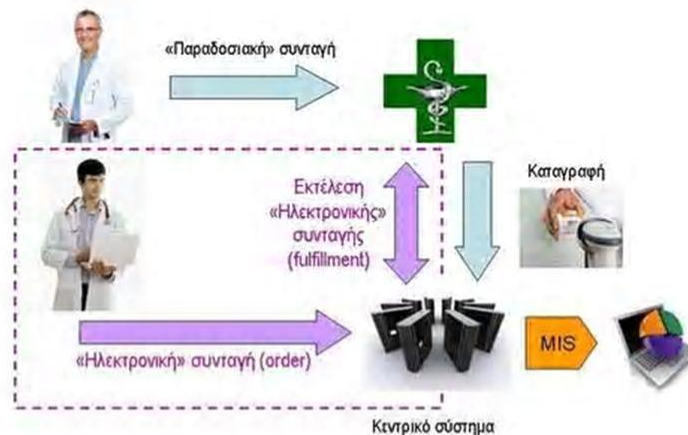 «Παραδοσιακή» συνταγή
Καταγραφή
Εκτέλεση
«Ηλεκτρονικής»
συνταγής
(fulfillment)
«Ηλεκτρονική» συνταγή (order)
MIS
Κεντρικό σύστημα